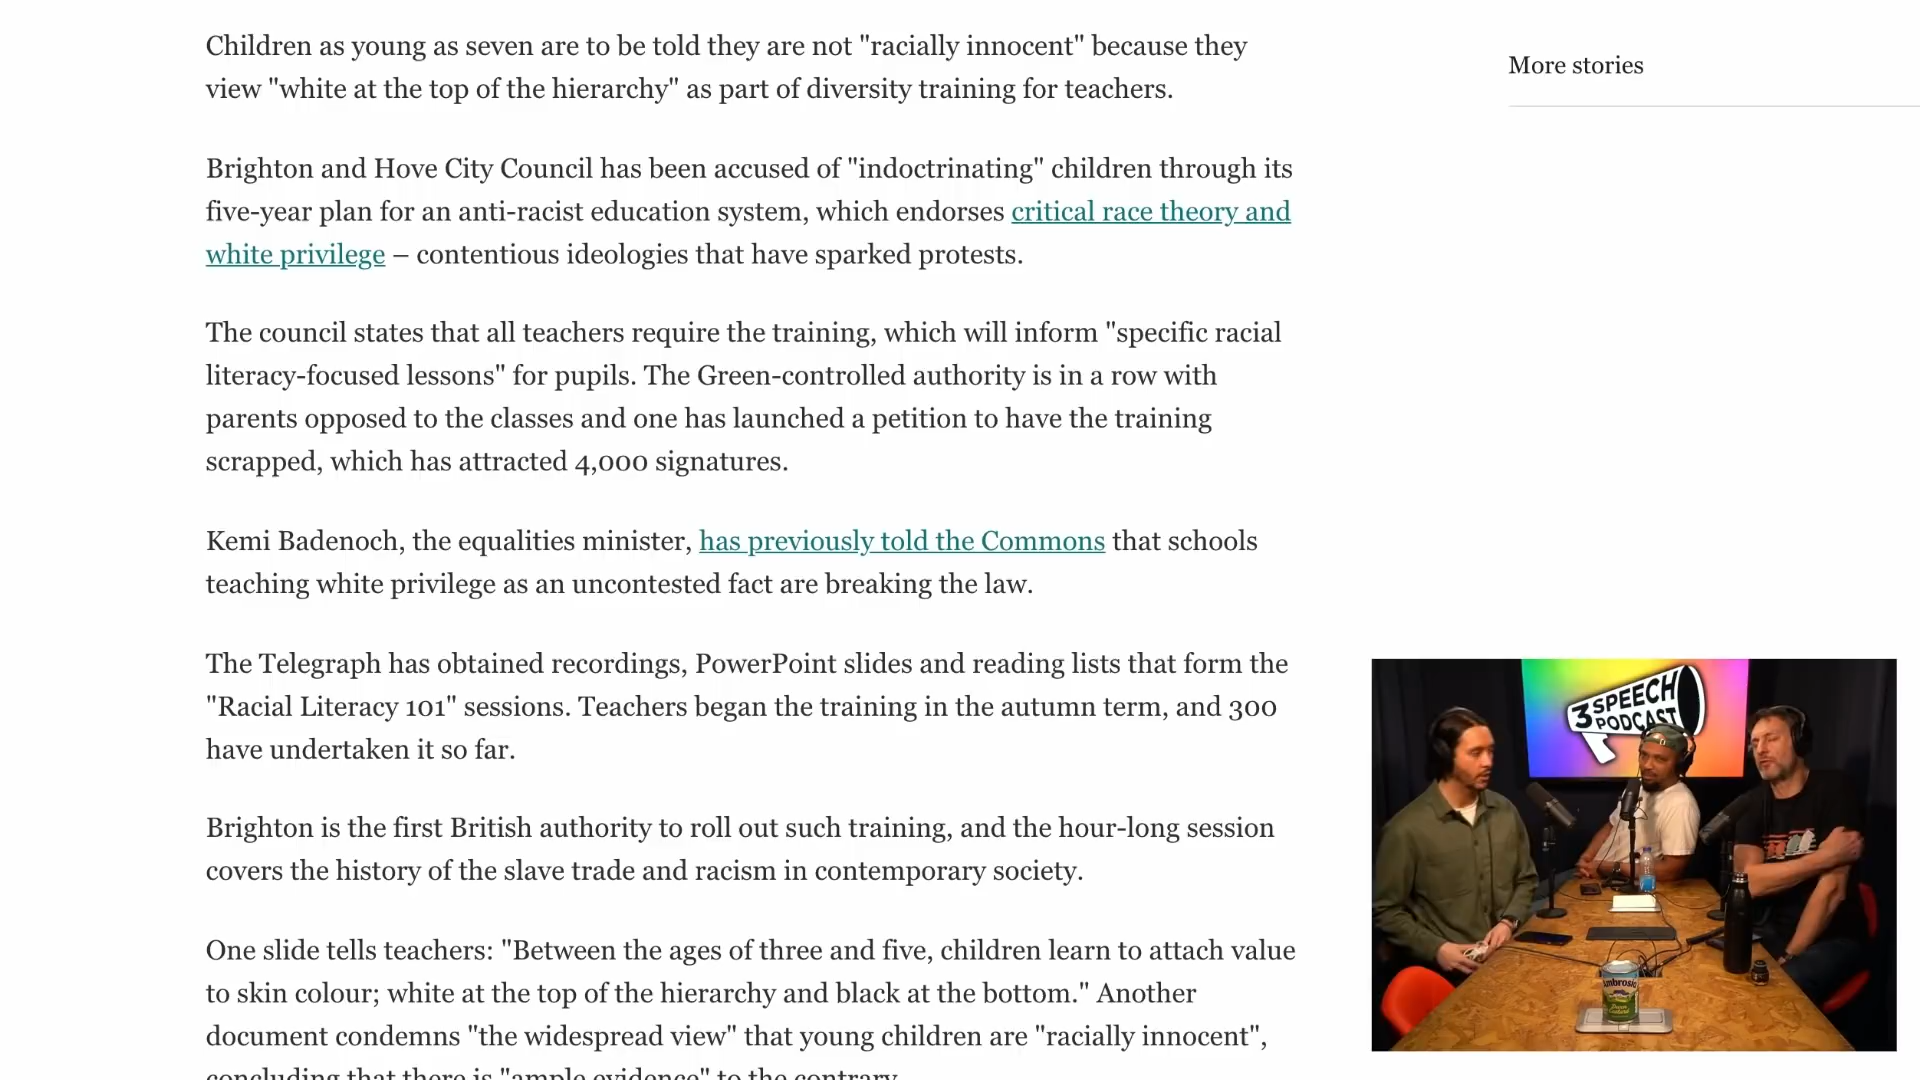 Children as young as seven are to be told they are not "racially innocent" because they
view "white at the top of the hierarchy" as part of diversity training for teachers.
Brighton and Hove City Council has been accused of "indoctrinating" children through its
five-year plan for an anti-racist education system, which endorses critical race theory and
white privilege – contentious ideologies that have sparked protests.
The council states that all teachers require the training, which will inform "specific racial
literacy-focused lessons" for pupils. The Green-controlled authority is in a row with
parents opposed to the classes and one has launched a petition to have the training
scrapped, which has attracted 4,000 signatures.
Kemi Badenoch, the equalities minister, has previously told the Commons that schools
teaching white privilege as an uncontested fact are breaking the law.
The Telegraph has obtained recordings, PowerPoint slides and reading lists that form the
"Racial Literacy 101" sessions. Teachers began the training in the autumn term, and 300
have undertaken it so far.
Brighton is the first British authority to roll out such training, and the hour-long session
covers the history of the slave trade and racism in contemporary society.
One slide tells teachers: "Between the ages of three and five, children learn to attach value
to skin colour; white at the top of the hierarchy and black at the bottom." Another
document condemns "the widespread view" that young children are "racially innocent",
concluding that there is "ample evidence" to the contrary.
More stories
3 SPEECH
PODCAST
Ambrosia